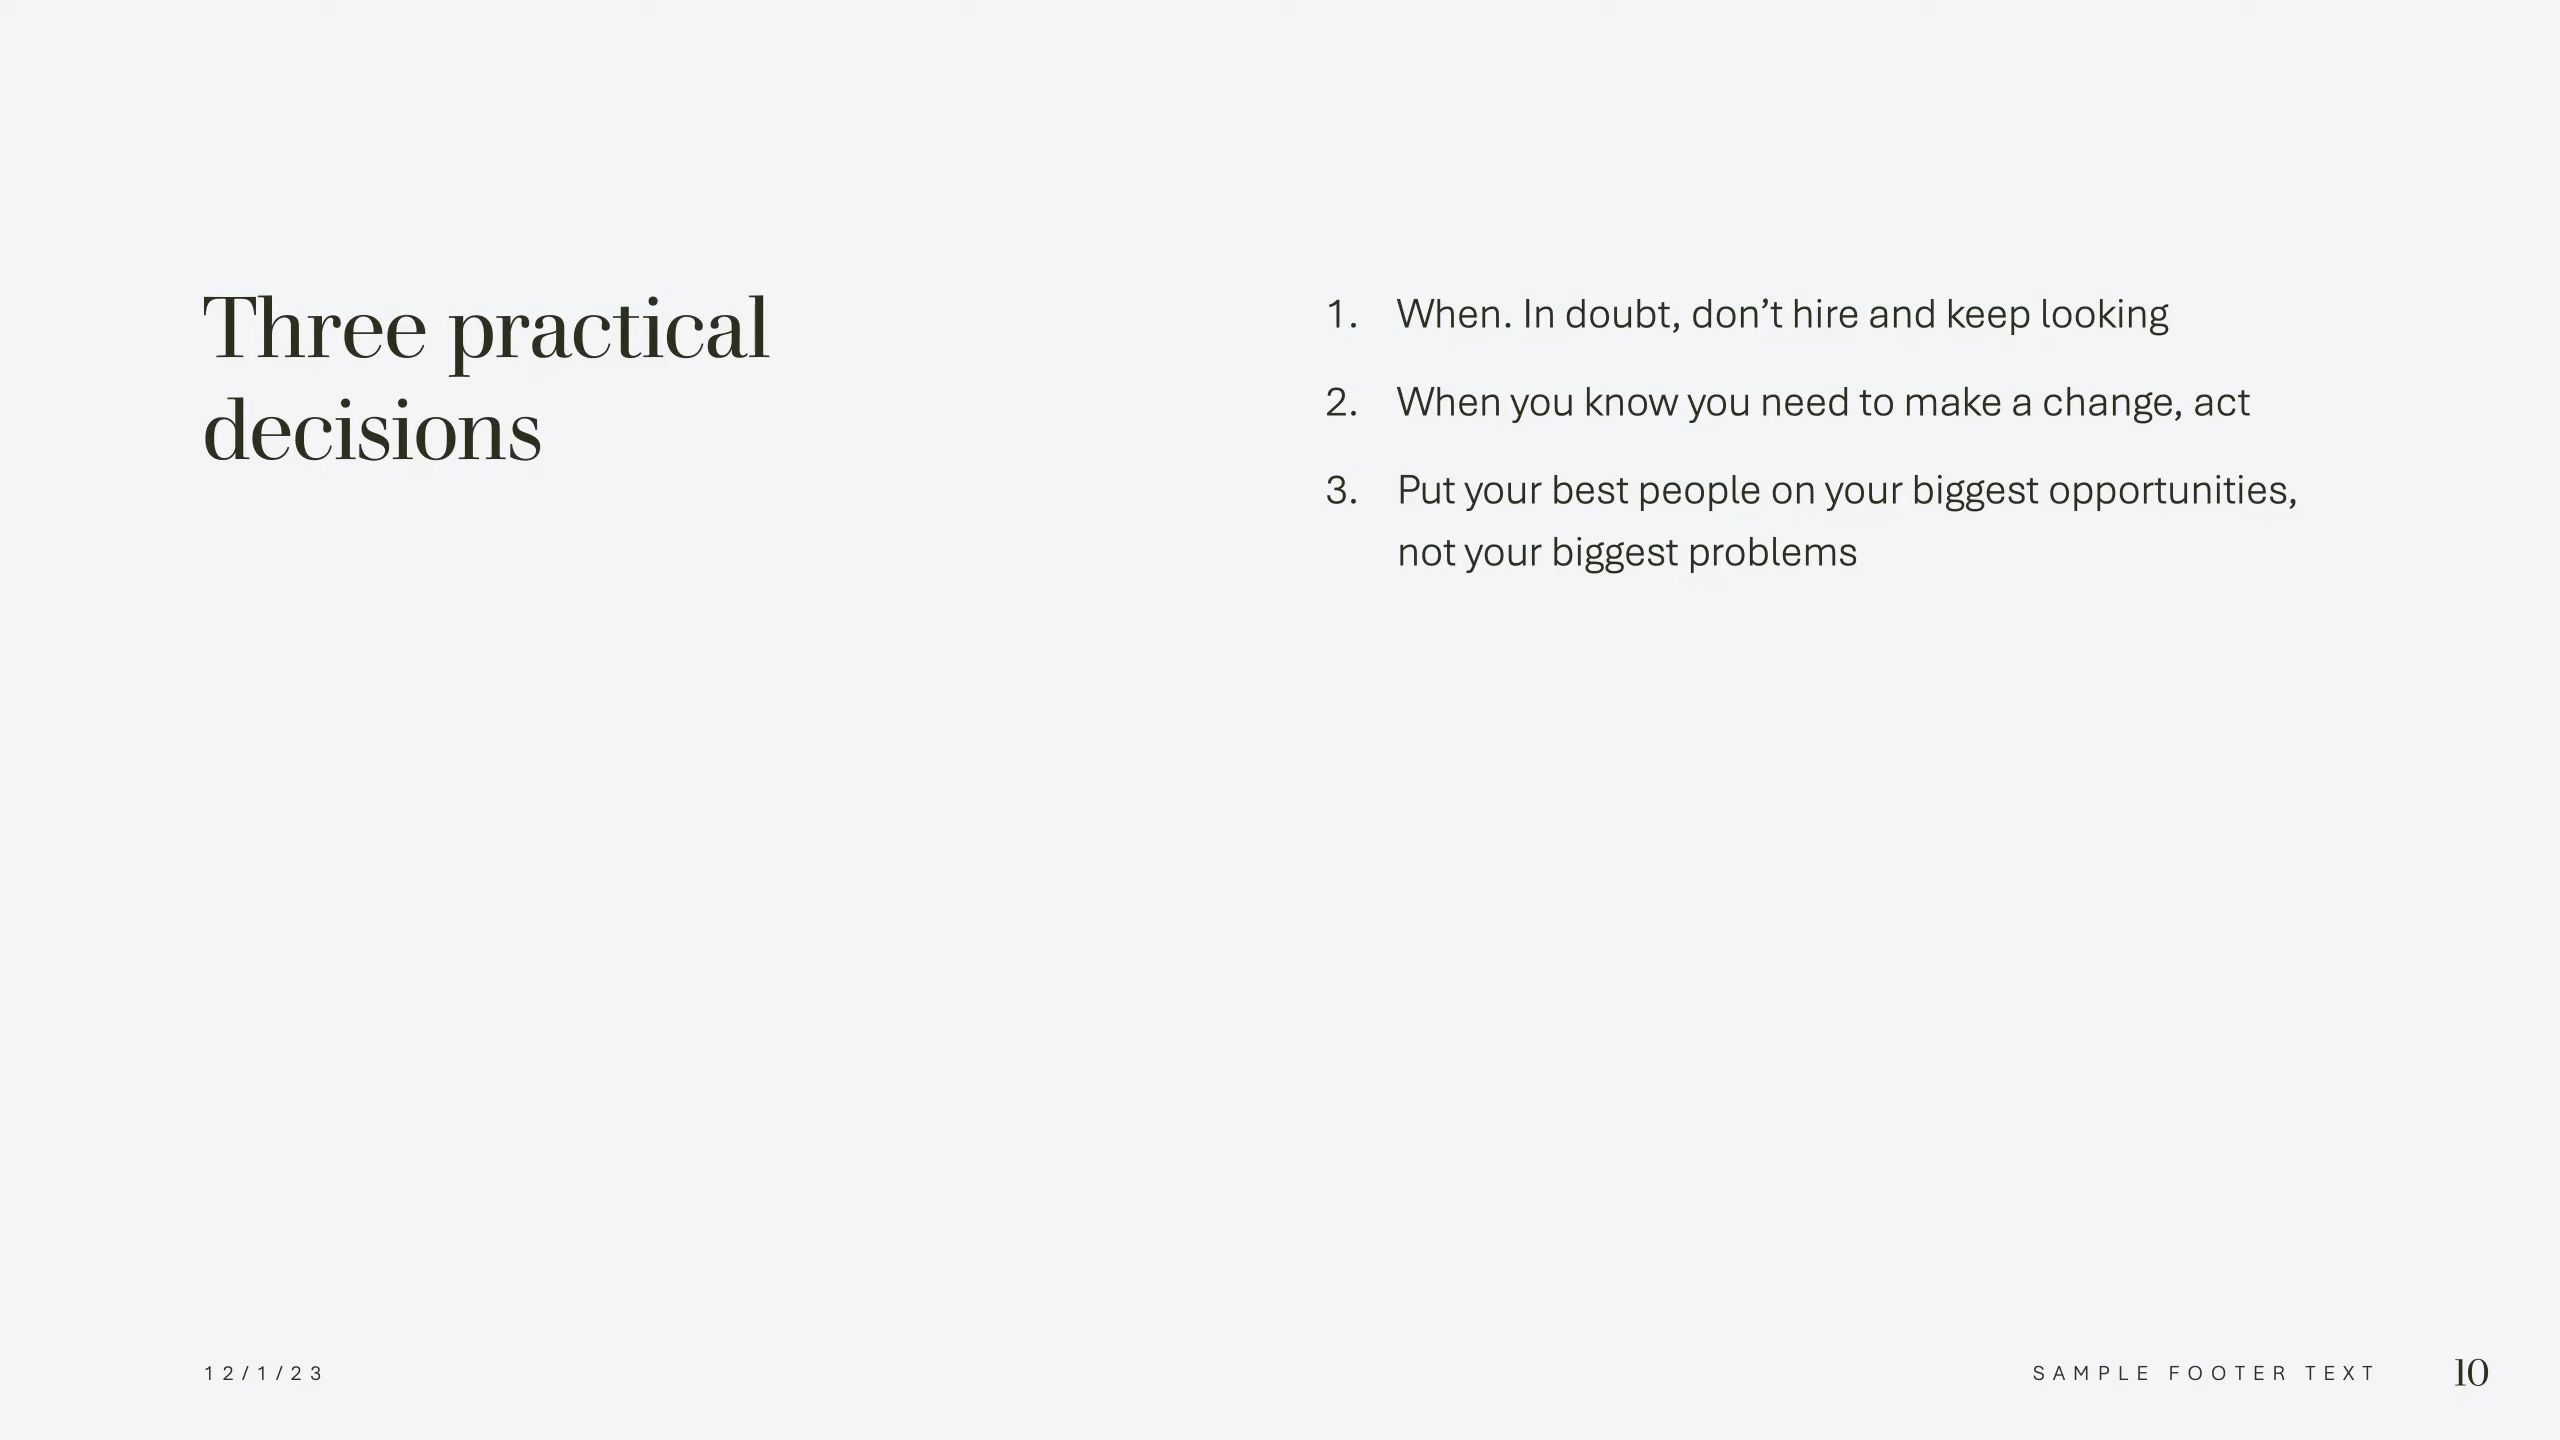 Three practical
decisions
1. When. In doubt, don’t hire and keep looking
2. When you know you need to make a change, act
3. Put your best people on your biggest opportunities,
not your biggest problems
12/1/23
SAMPLE FOOTER TEXT
10